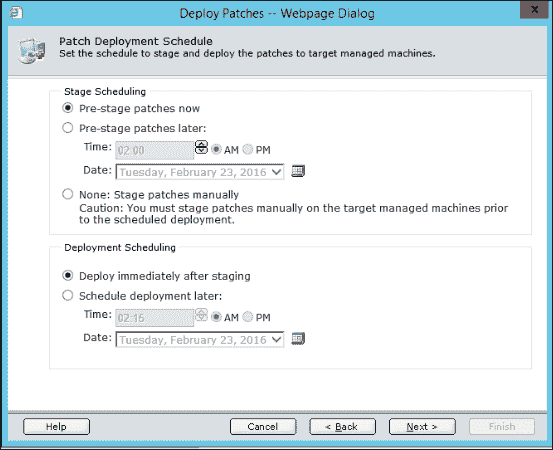 Deploy Patches -- Webpage Dialog
x
Patch Deployment Schedule
Set the schedule to stage and deploy the patches to target managed machines.
Stage Scheduling
Pre-stage patches now
Pre-stage patches later:
Time: 02:00 AM PM
Date: Tuesday, February 23, 2016
None: Stage patches manually
Caution: You must stage patches manually on the target managed machines prior
to the scheduled deployment.
Deployment Scheduling
Deploy immediately after staging
Schedule deployment later:
Time: 02:15 AM PM
Date: Tuesday, February 23, 2016
Help Cancel < Back Next > Finish